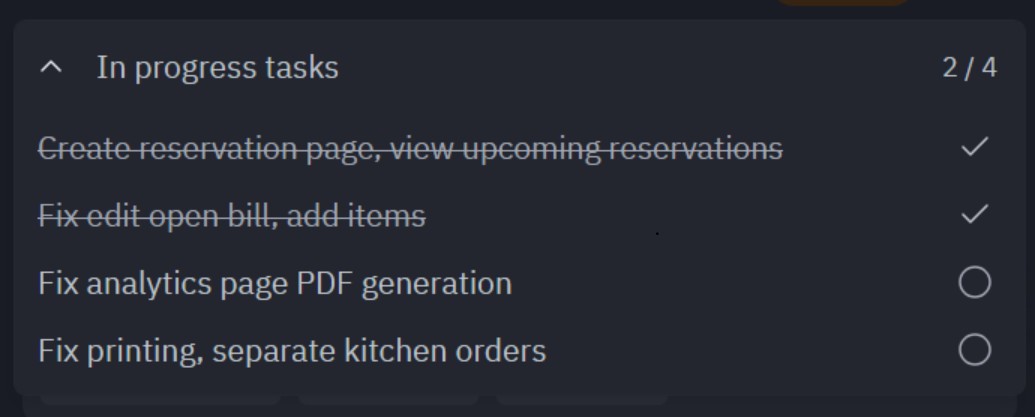 In progress tasks
2 / 4
Create reservation page, view upcoming reservations
Fix edit open bill, add items
Fix analytics page PDF generation
Fix printing, separate kitchen orders